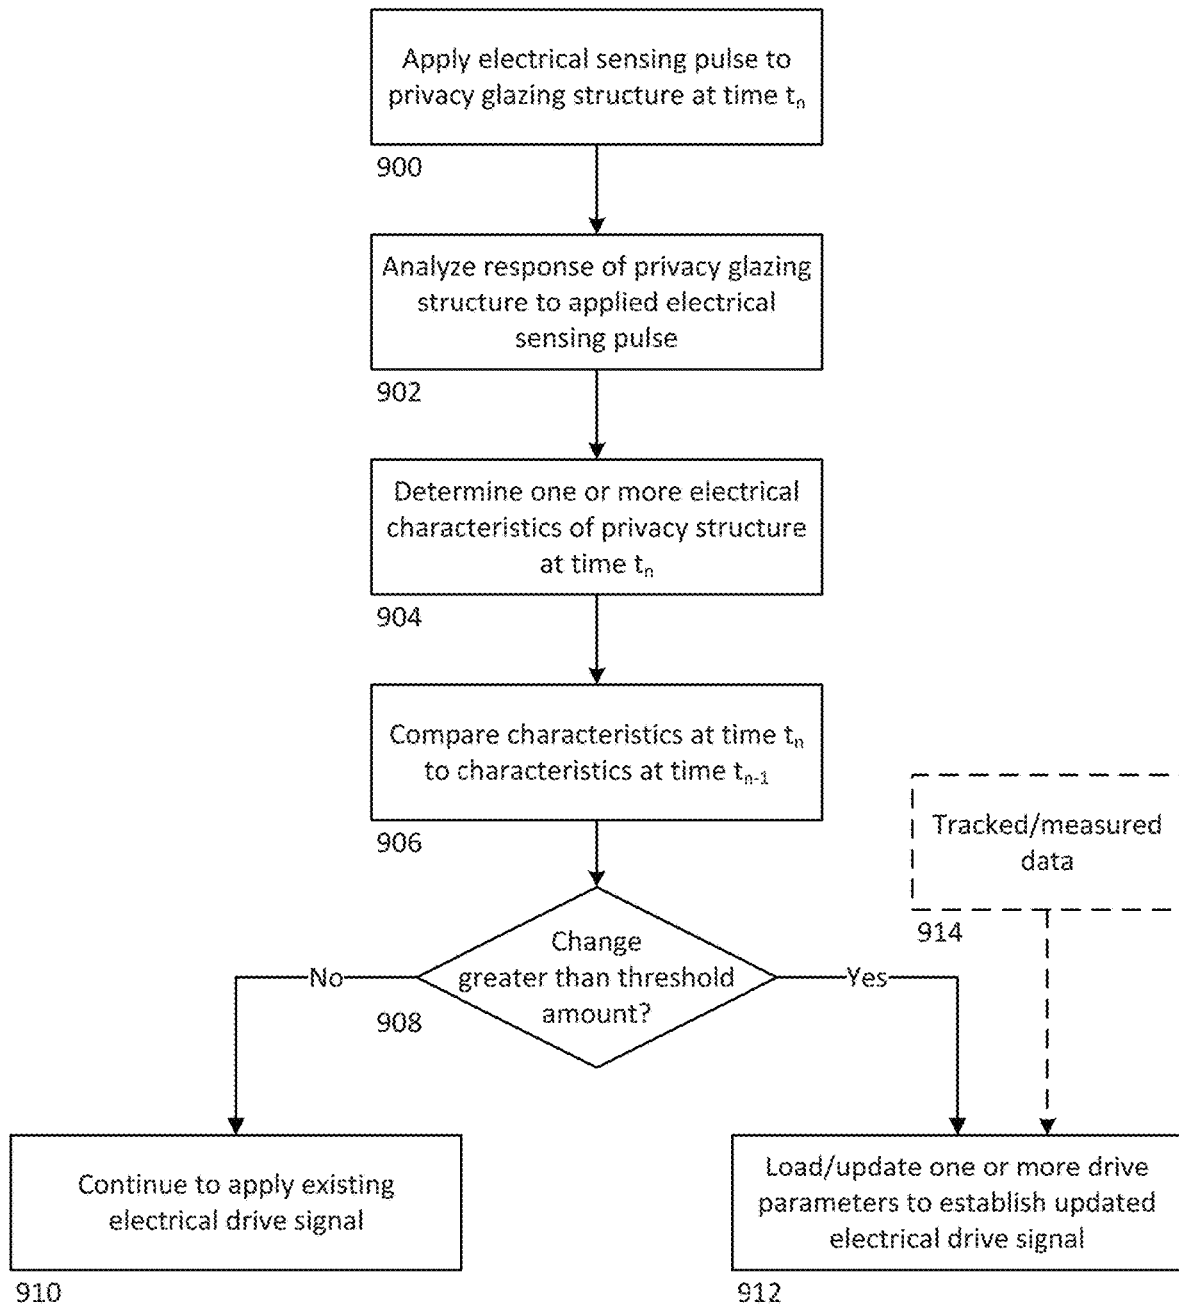 Apply electrical sensing pulse to
privacy glazing structure at time tₙ
900
Analyze response of privacy glazing
structure to applied electrical
sensing pulse
902
Determine one or more electrical
characteristics of privacy structure
at time tₙ
904
Compare characteristics at time tₙ
to characteristics at time tₙ₋₁
906
Tracked/measured
data
914
Change
greater than threshold
amount?
No
Yes
908
Continue to apply existing
electrical drive signal
910
Load/update one or more drive
parameters to establish updated
electrical drive signal
912